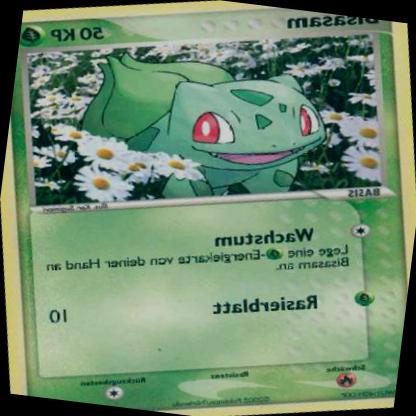 Bisasam 50 KP
BASIS
Wachstum
Lege eine -Energiekarte von deiner Hand an
Bisasam an.
Rasierblatt 10
Schwäche Resistenz Rückzugskosten